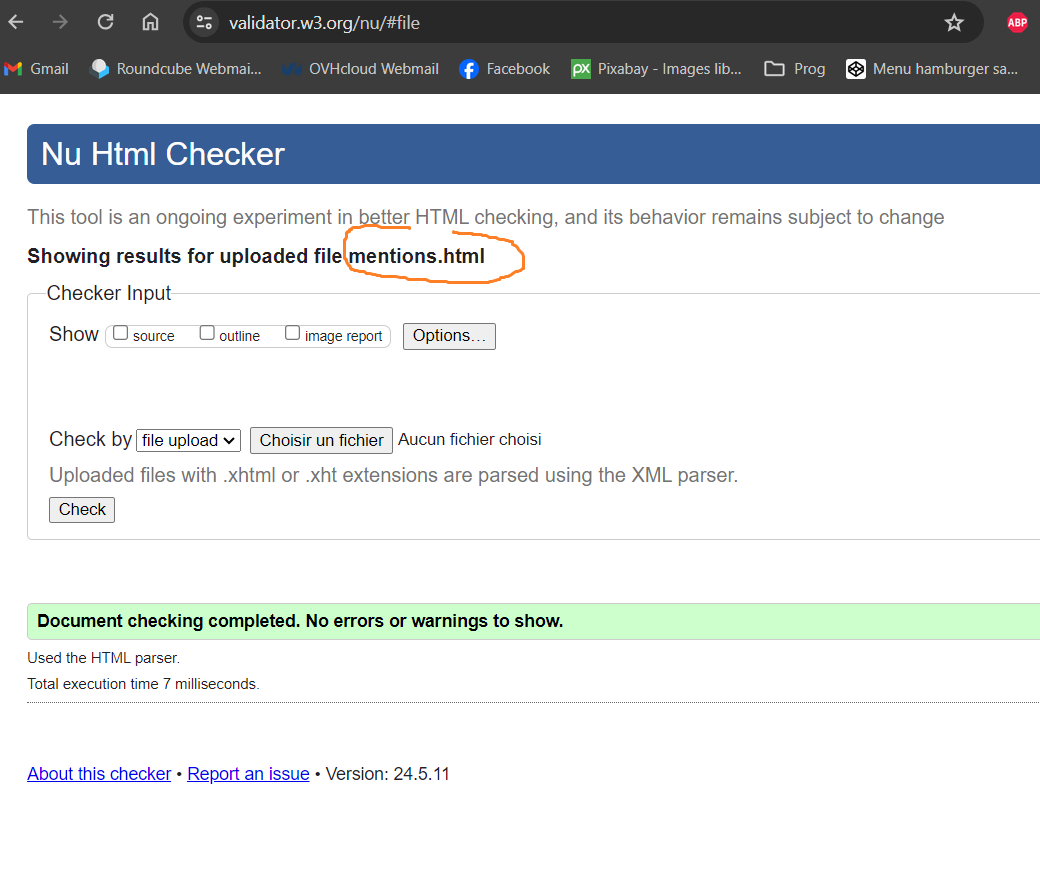 validator.w3.org/nu/#file
ABP
Gmail
Roundcube Webmai...
OVHcloud Webmail
Facebook
px
Pixabay - Images lib...
Prog
Menu hamburger sa...
Nu Html Checker
This tool is an ongoing experiment in better HTML checking, and its behavior remains subject to change
Showing results for uploaded file mentions.html
Checker Input
Show source outline image report Options…
Check by file upload Choisir un fichier Aucun fichier choisi
Uploaded files with .xhtml or .xht extensions are parsed using the XML parser.
Check
Document checking completed. No errors or warnings to show.
Used the HTML parser.
Total execution time 7 milliseconds.
About this checker • Report an issue • Version: 24.5.11